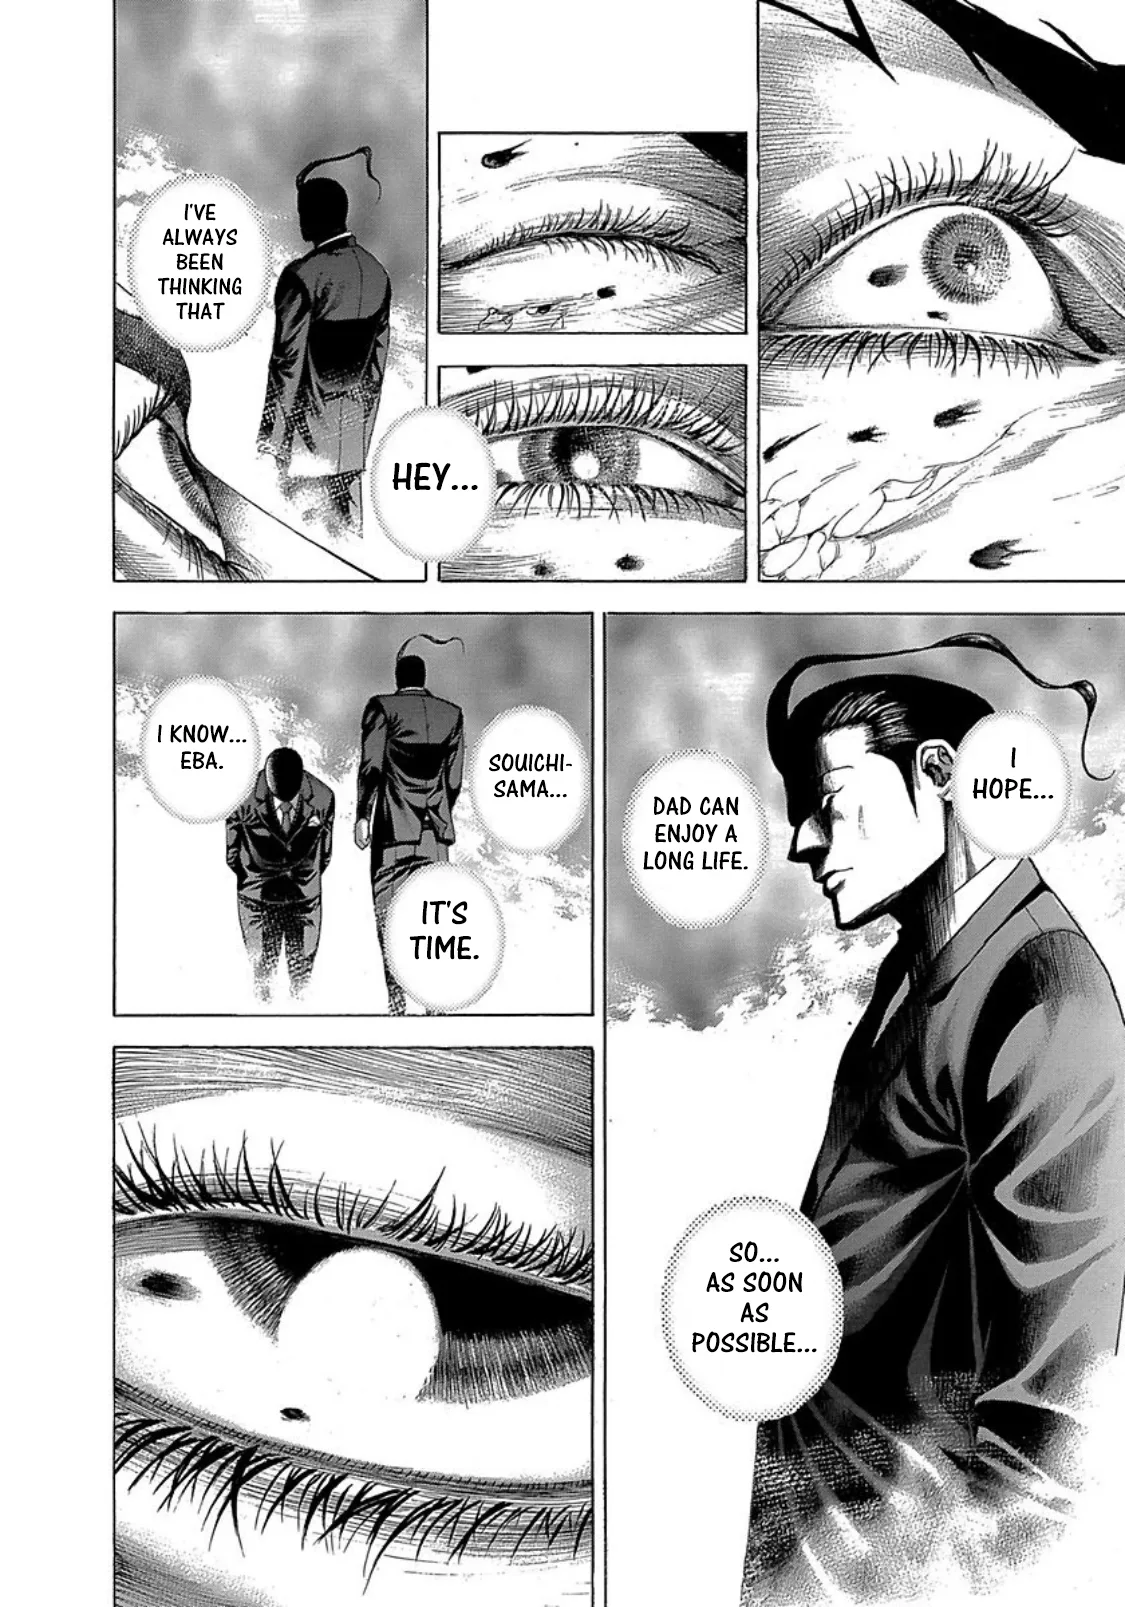 HEY...
I'VE
ALWAYS
BEEN
THINKING
THAT
I
HOPE...
DAD CAN
ENJOY A
LONG LIFE.
SO...
AS SOON
AS
POSSIBLE...
SOUICHI-
SAMA...
IT'S
TIME.
I KNOW...
EBA.